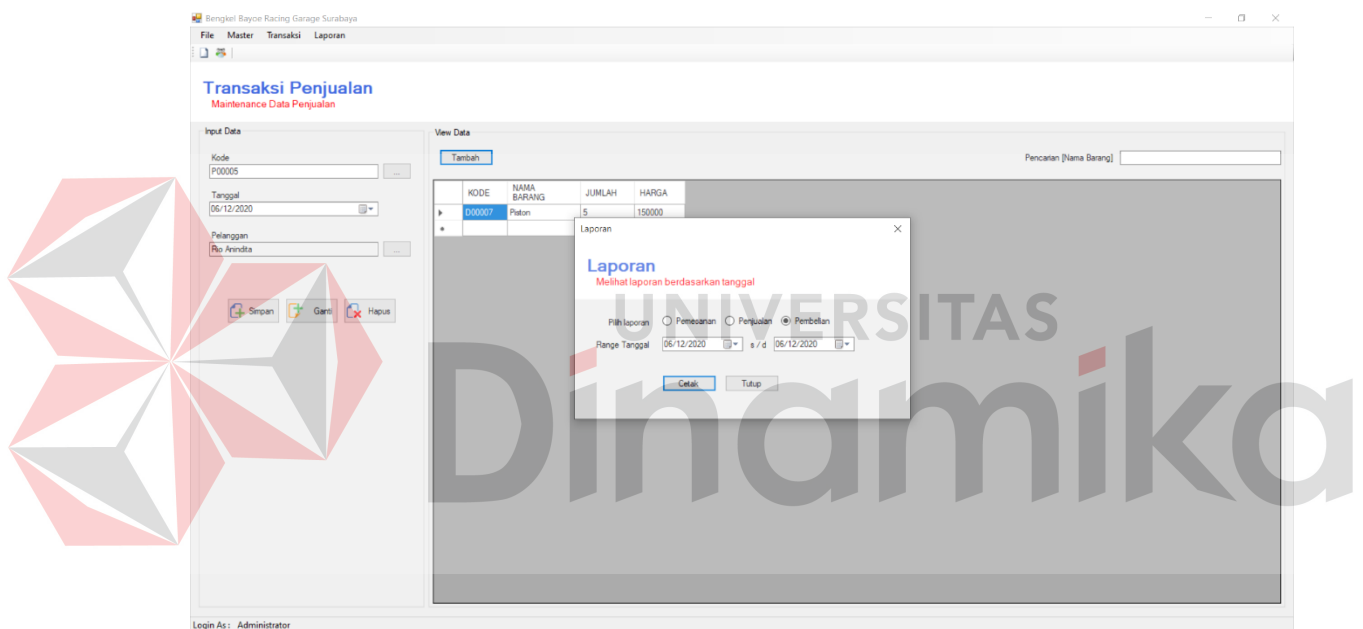 Bengkel Bayoe Racing Garage Surabaya
File Master Transaksi Laporan
Transaksi Penjualan
Maintenance Data Penjualan
Input Data
Kode
P00005
...
Tanggal
06/12/2020
Pelanggan
Rio Anindita
...
Simpan Ganti Hapus
View Data
Tambah
Pencarian [Nama Barang]
KODE NAMA BARANG JUMLAH HARGA
D00007 Piston 5 150000
Laporan
Laporan
Melihat laporan berdasarkan tanggal
Pilih laporan Pemesanan Penjualan Pembelian
Range Tanggal 06/12/2020 s / d 06/12/2020
Cetak Tutup
UNIVERSITAS
Dinamika
Login As : Administrator